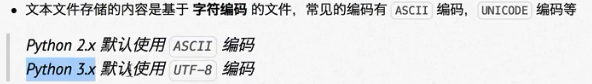 文本文件存储的内容是基于 字符编码 的文件，常见的编码有 ASCII 编码，UNICODE 编码等
Python 2.x 默认使用 ASCII 编码
Python 3.x 默认使用 UTF-8 编码